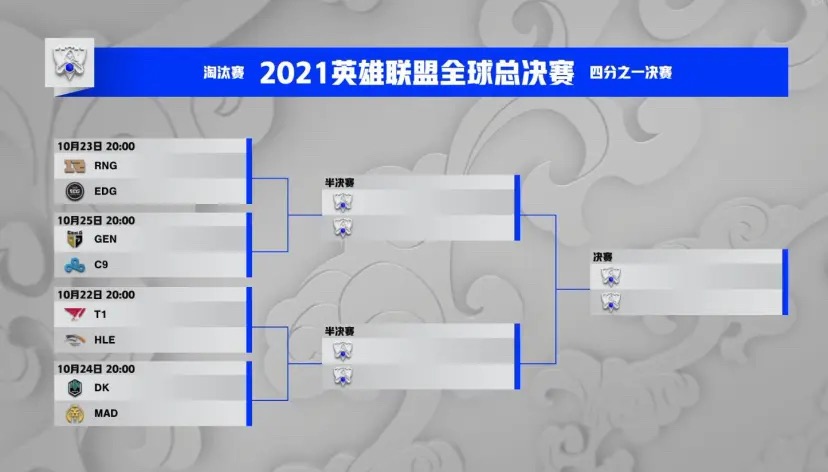 淘汰赛 2021英雄联盟全球总决赛 四分之一决赛
10月23日 20:00
RNG
EDG
10月25日 20:00
GEN
C9
10月22日 20:00
T1
HLE
10月24日 20:00
DK
MAD
半决赛
半决赛
决赛